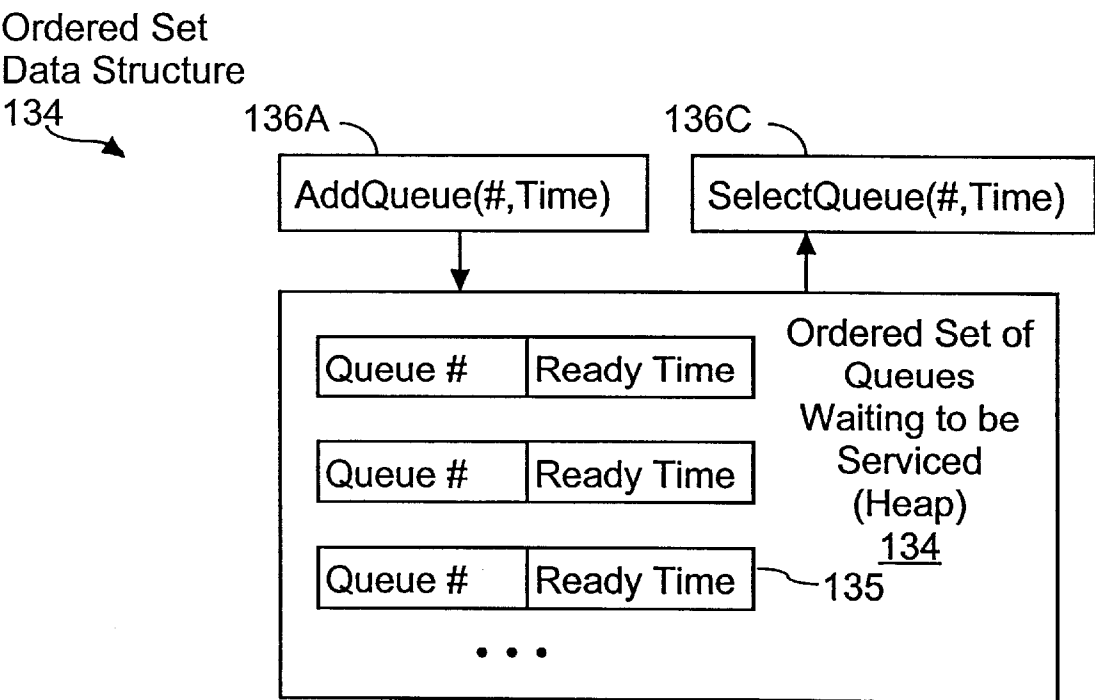 Ordered Set
Data Structure
134
136A
136C
AddQueue(#,Time)
SelectQueue(#,Time)
Queue # Ready Time
Queue # Ready Time
Queue # Ready Time
• • •
Ordered Set of
Queues
Waiting to be
Serviced
(Heap)
134
135